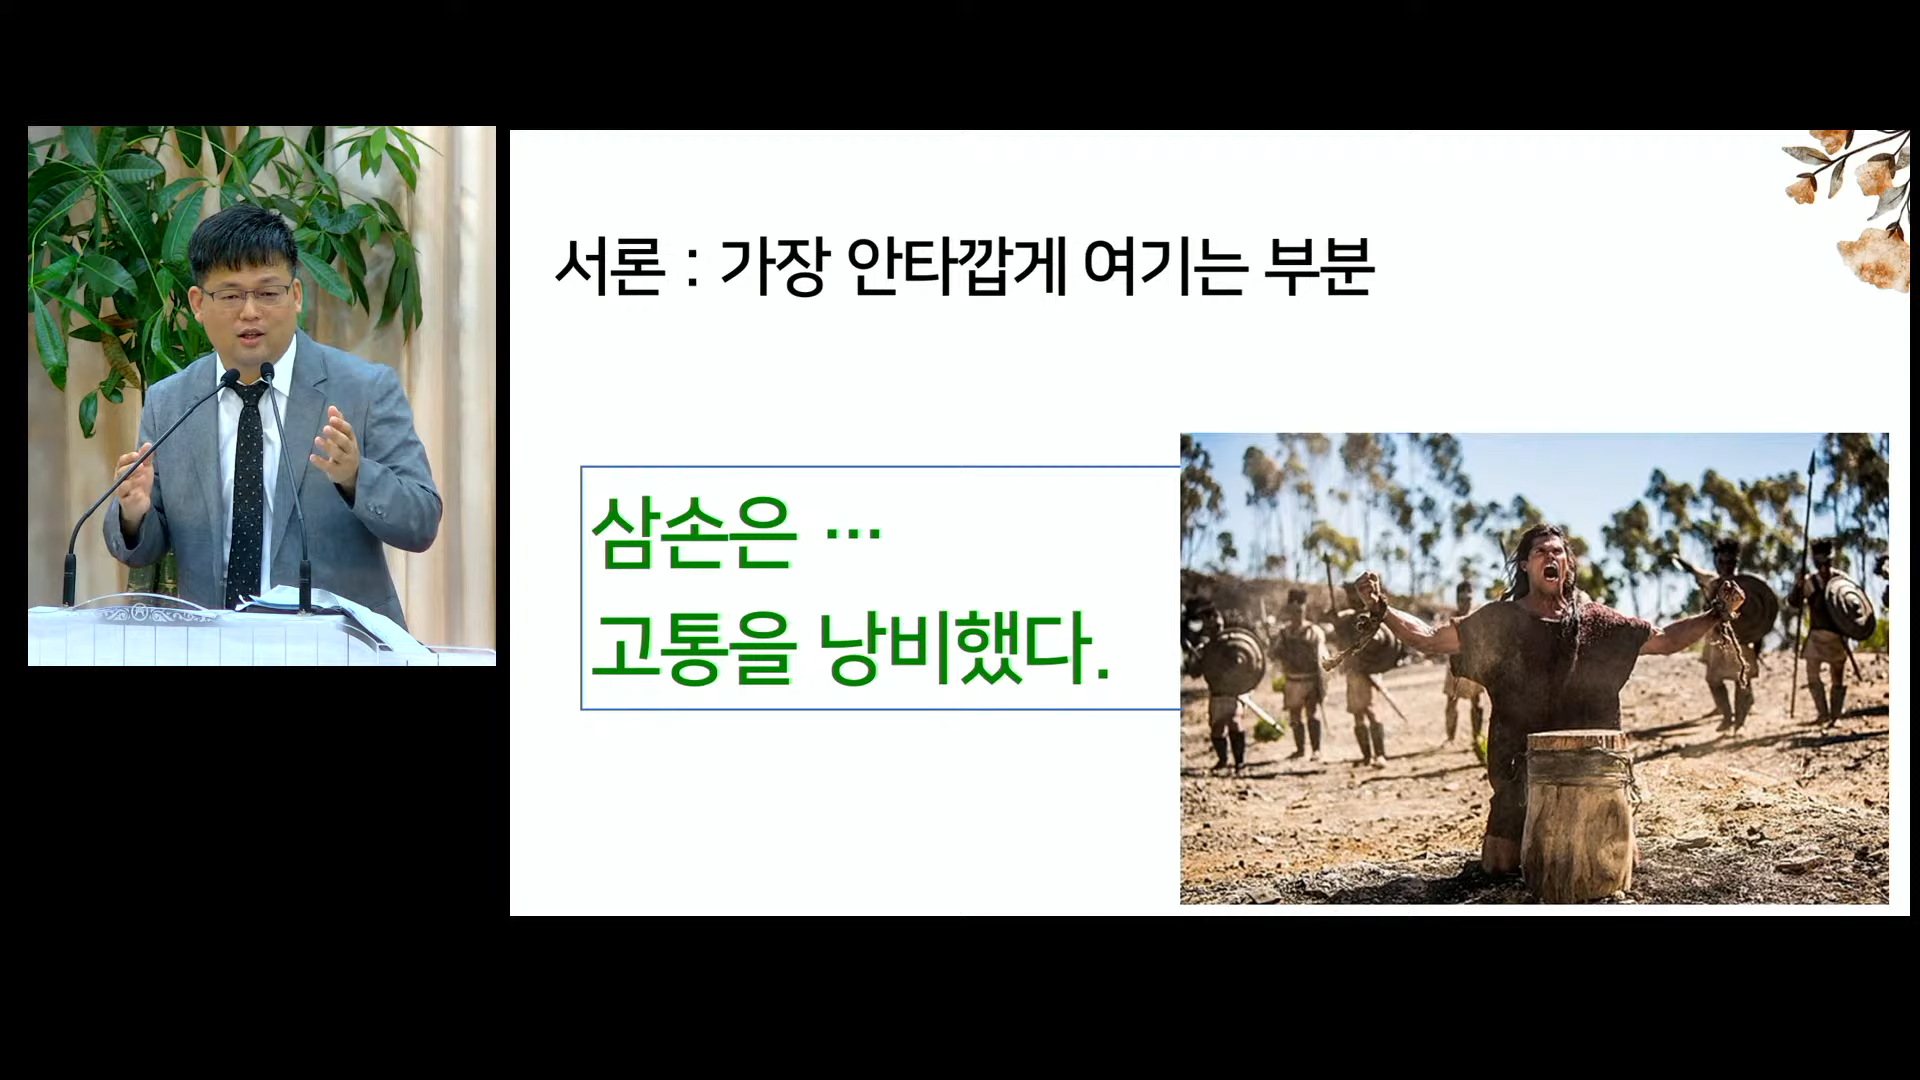 서론 : 가장 안타깝게 여기는 부분
삼손은 …
고통을 낭비했다.